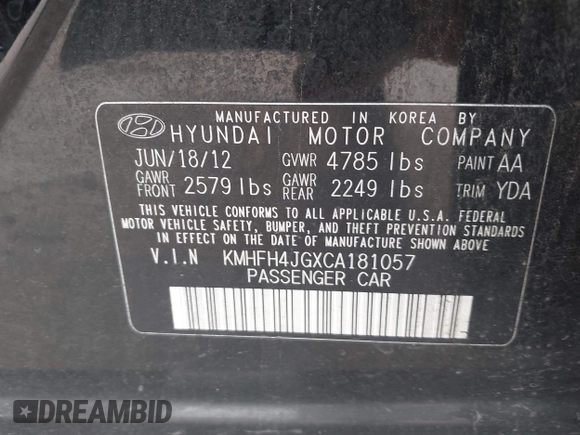 MANUFACTURED IN KOREA BY
HYUNDAI MOTOR COMPANY
JUN/18/12 GVWR 4785 lbs PAINT AA
GAWR FRONT 2579 lbs GAWR REAR 2249 lbs TRIM YDA
THIS VEHICLE CONFORMS TO ALL APPLICABLE U.S.A. FEDERAL
MOTOR VEHICLE SAFETY, BUMPER, AND THEFT PREVENTION STANDARDS
IN EFFECT ON THE DATE OF MANUFACTURE SHOWN ABOVE
V.I.N KMHFH4JGXCA181057
PASSENGER CAR
DREAMBID